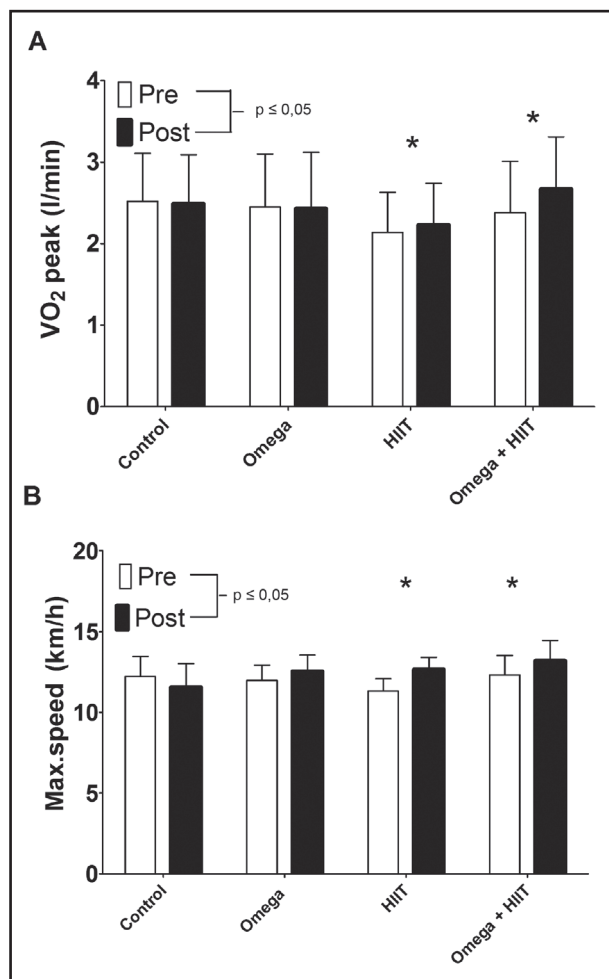 A
4
Pre
p ≤ 0,05
Post
*
*
3
2
1
0
VO2 peak (l/min)
Control
Omega
HIIT
Omega + HIIT
B
20
Pre
p ≤ 0,05
Post
*
*
15
10
5
0
Max.speed (km/h)
Control
Omega
HIIT
Omega + HIIT